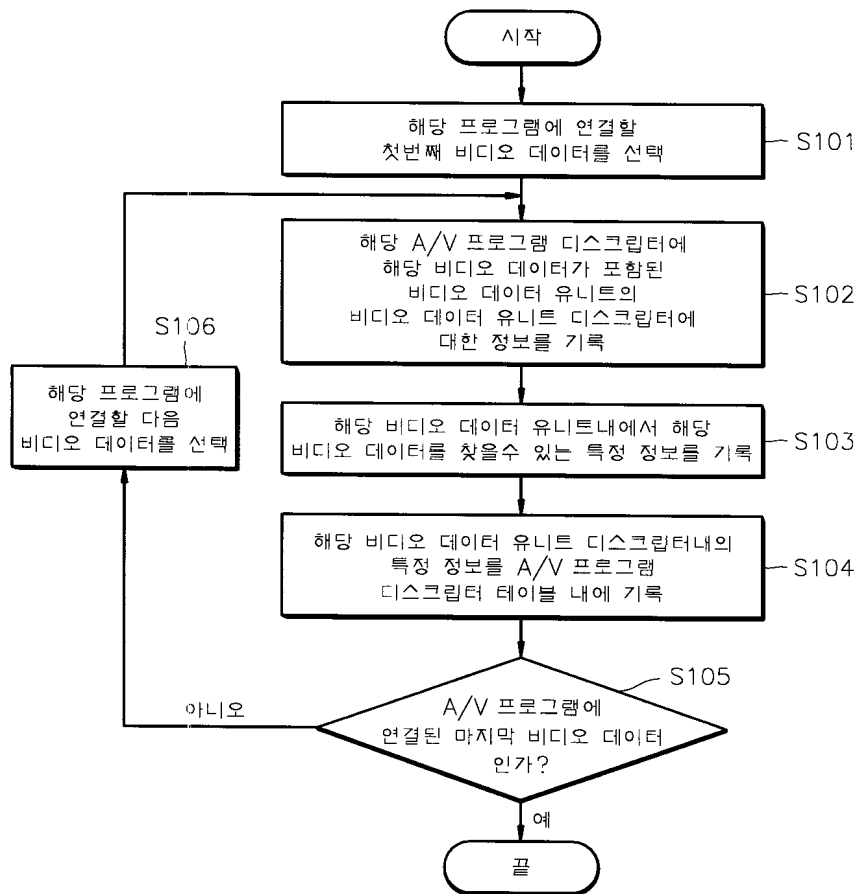 시작
해당 프로그램에 연결할
첫번째 비디오 데이터를 선택
S101
해당 A/V 프로그램 디스크립터에
해당 비디오 데이터가 포함된
비디오 데이터 유니트의
비디오 데이터 유니트 디스크립터에
대한 정보를 기록
S102
S106
해당 프로그램에
연결할 다음
비디오 데이터콜 선택
해당 비디오 데이터 유니트내에서 해당
비디오 데이터를 찾을수 있는 특정 정보를 기록
S103
해당 비디오 데이터 유니트 디스크립터내의
특정 정보를 A/V 프로그램
디스크립터 테이블 내에 기록
S104
S105
A/V 프로그램에
연결된 마지막 비디오 데이터
인가?
아니오
예
끝